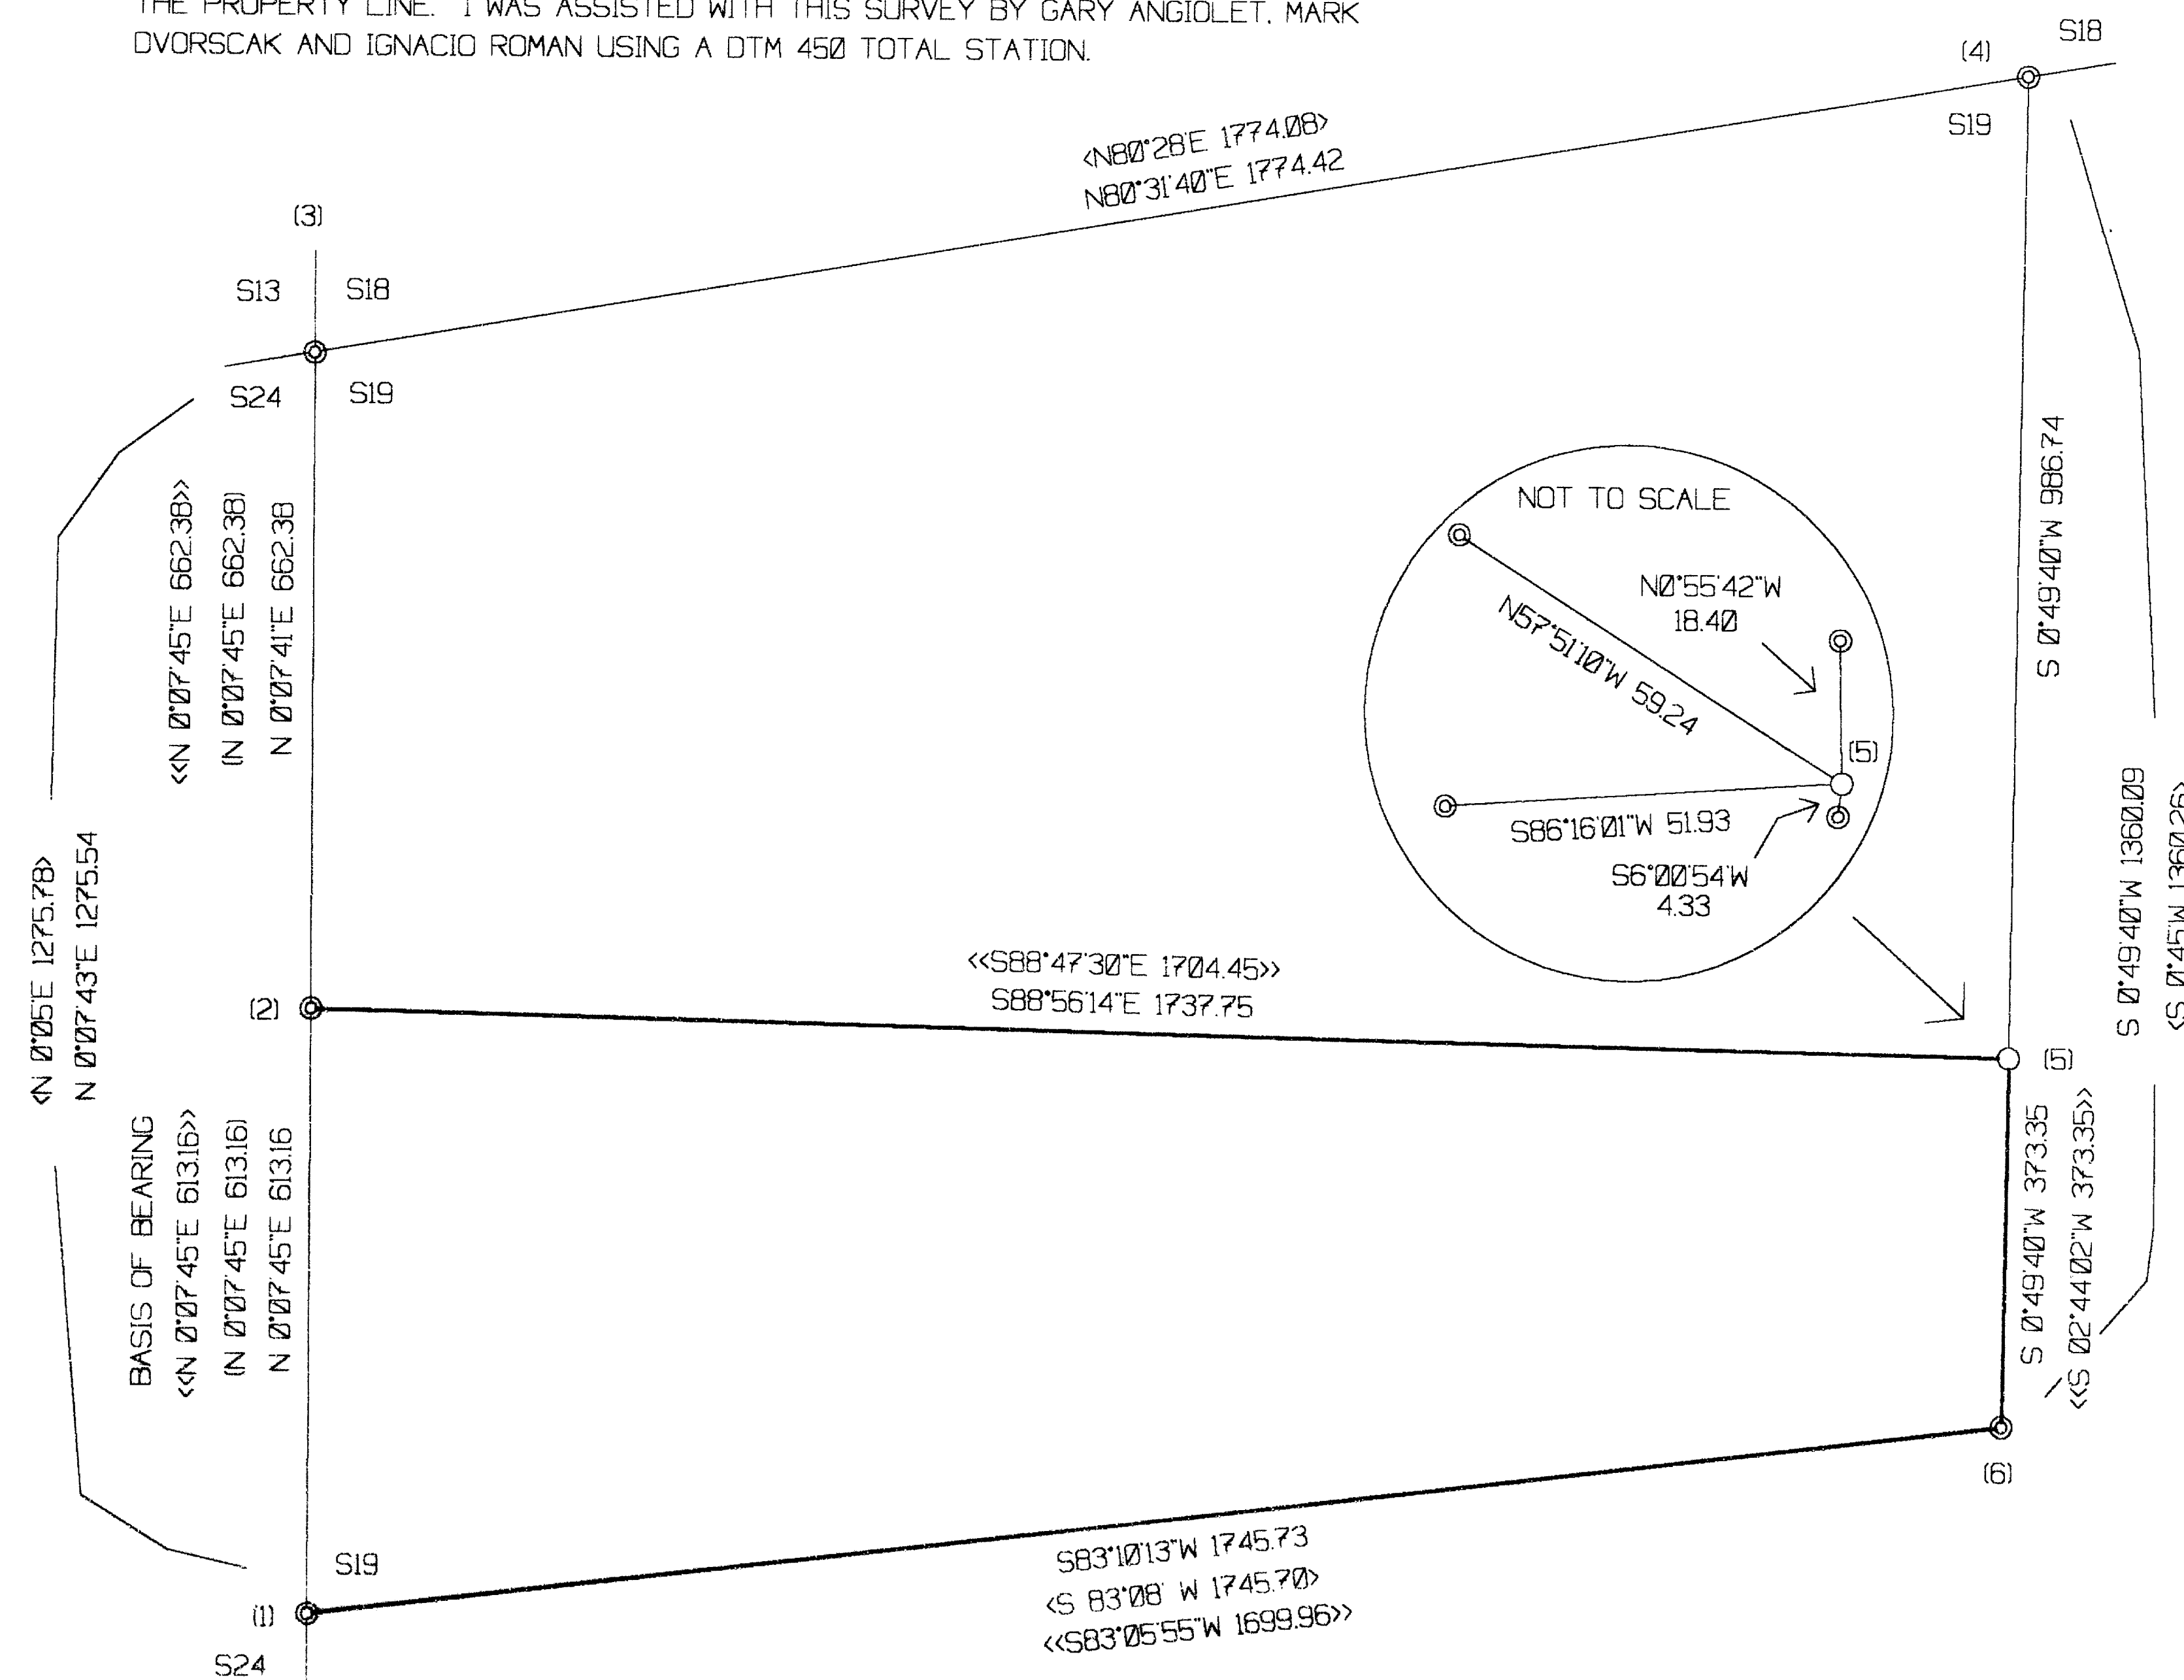 THE PROPERTY LINE. I WAS ASSISTED WITH THIS SURVEY BY GARY ANGIOLET, MARK
DVORSCAK AND IGNACIO ROMAN USING A DTM 450 TOTAL STATION.
S18
(4)
S19
<N80°28'E 1774.08>
N80°31'40"E 1774.42
(3)
S13
S18
S24
S19
<<N 0°07'45"E 662.38>>
(N 0°07'45"E 662.38)
N 0°07'41"E 662.38
NOT TO SCALE
N0°55'42"W
18.40
N57°51'10"W 59.24
(5)
S86°16'01"W 51.93
S6°00'54'W
4.33
S 0°49'40"W 986.74
S 0°49'40"W 1360.09
<S 0°45'W 1360.26>
<N 0°05'E 1275.78>
N 0°07'43"E 1275.54
<<S88°47'30"E 1704.45>>
S88°56'14"E 1737.75
(2)
(5)
BASIS OF BEARING
<<N 0°07'45"E 613.16>>
(N 0°07'45"E 613.16)
N 0°07'45"E 613.16
S 0°49'40"W 373.35
<<S 02°44'02"W 373.35>>
(6)
S83°10'13"W 1745.73
<S 83°08' W 1745.70>
<<S83°05'55"W 1699.96>>
S19
(1)
S24